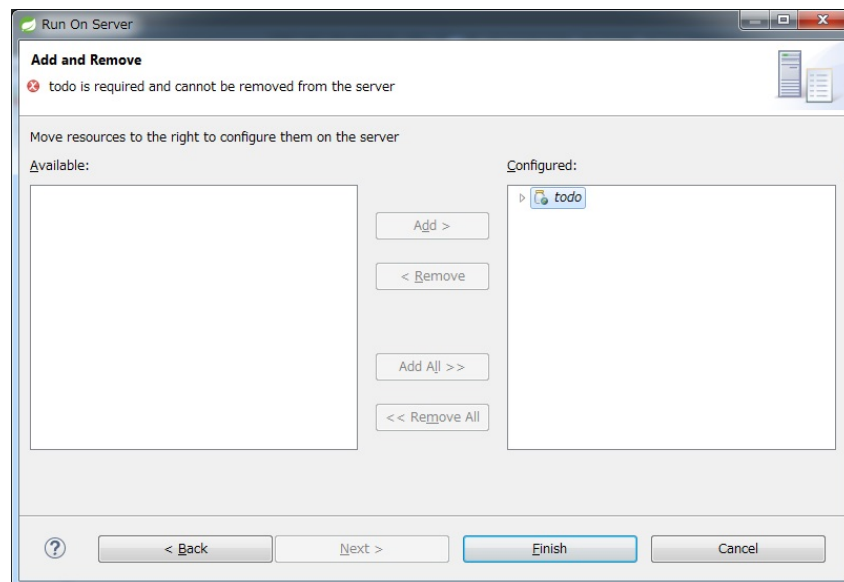 Run On Server
Add and Remove
todo is required and cannot be removed from the server
Move resources to the right to configure them on the server
Available:
Configured:
todo
Add >
< Remove
Add All >>
<< Remove All
?
< Back
Next >
Finish
Cancel